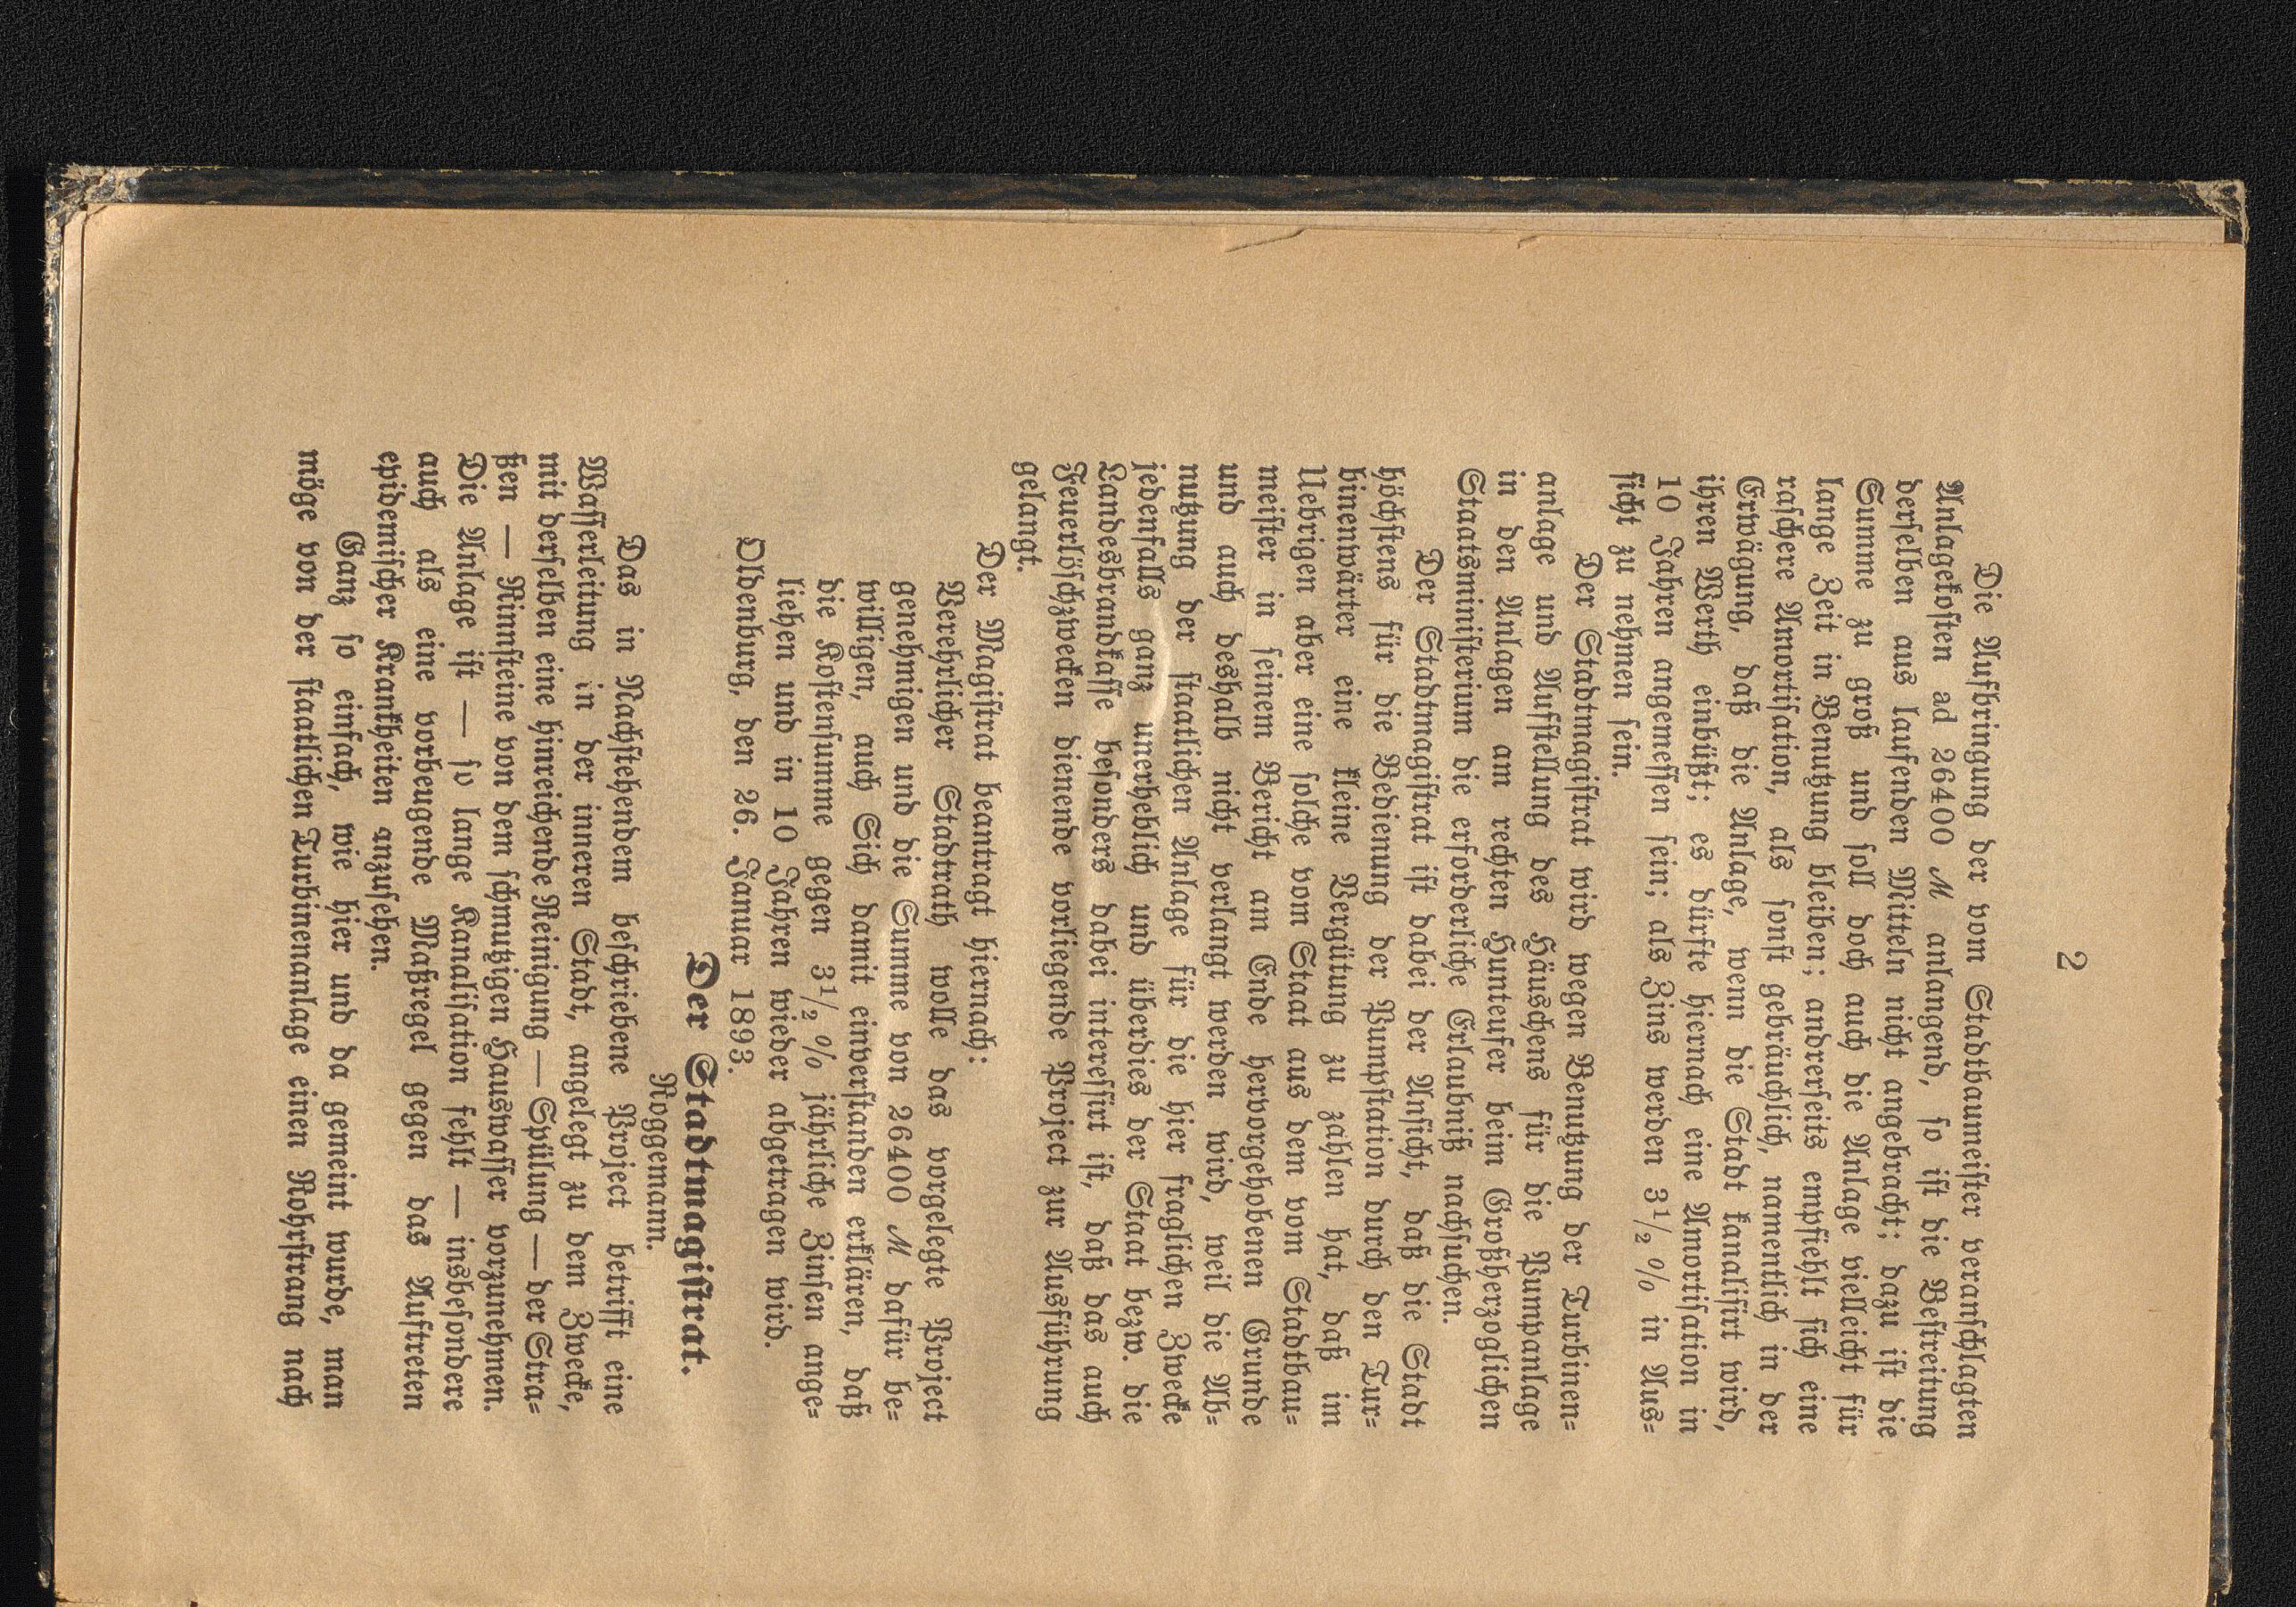 2
Die Aufbringung der vom Stadtbaumeister veranschlagten
Anlagekosten ad 26400 ℳ anlangend, so ist die Bestreitung
derselben aus laufenden Mitteln nicht angebracht; dazu ist die
Summe zu groß und soll doch auch die Anlage vielleicht für
lange Zeit in Benutzung bleiben; andrerseits empfiehlt sich eine
raschere Amortisation, als sonst gebräuchlich, namentlich in der
Erwägung, daß die Anlage, wenn die Stadt kanalisirt wird,
ihren Werth einbüßt; es dürfte hiernach eine Amortisation in
10 Jahren angemessen sein; als Zins werden 3½ % in Aus=
sicht zu nehmen sein.
Der Stadtmagistrat wird wegen Benutzung der Turbinen=
anlage und Aufstellung des Häuschens für die Pumpanlage
in den Anlagen am rechten Hunteufer beim Großherzoglichen
Staatsministerium die erforderliche Erlaubniß nachsuchen.
Der Stadtmagistrat ist dabei der Ansicht, daß die Stadt
höchstens für die Bedienung der Pumpstation durch den Tur=
binenwärter eine kleine Vergütung zu zahlen hat, daß im
Uebrigen aber eine solche vom Staat aus dem vom Stadtbau=
meister in seinem Bericht am Ende hervorgehobenen Grunde
und auch deshalb nicht verlangt werden wird, weil die Ab=
nutzung der staatlichen Anlage für die hier fraglichen Zwecke
jedenfalls ganz unerheblich und überdies der Staat bezw. die
Landesbrandkasse besonders dabei interessirt ist, daß das auch
Feuerlöschzwecken dienende vorliegende Project zur Ausführung
gelangt.
Der Magistrat beantragt hiernach:
Verehrlicher Stadtrath wolle das vorgelegte Project
genehmigen und die Summe von 26400 ℳ dafür be=
willigen, auch Sich damit einverstanden erklären, daß
die Kostensumme gegen 3½ % jährliche Zinsen ange=
liehen und in 10 Jahren wieder abgetragen wird.
Oldenburg, den 26. Januar 1893.
Der Stadtmagistrat.
Roggemann.
Das in Nachstehendem beschriebene Project betrifft eine
Wasserleitung in der inneren Stadt, angelegt zu dem Zwecke,
mit derselben eine hinreichende Reinigung — Spülung — der Stra=
ßen — Rinnsteine von dem schmutzigen Hauswasser vorzunehmen.
Die Anlage ist — so lange Kanalisation fehlt — insbesondere
auch als eine vorbeugende Maßregel gegen das Auftreten
epidemischer Krankheiten anzusehen.
Ganz so einfach, wie hier und da gemeint wurde, man
möge von der staatlichen Turbinenanlage einen Rohrstrang nach